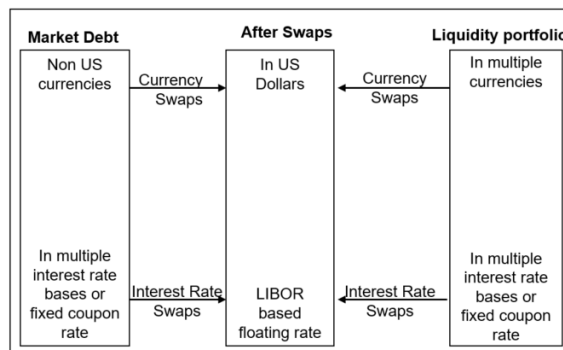 Market Debt
After Swaps
Liquidity portfolio
Non US
currencies
Currency
Swaps
In US
Dollars
Currency
Swaps
In multiple
currencies
In multiple
interest rate
bases or
fixed coupon
rate
Interest Rate
Swaps
LIBOR
based
floating rate
Interest Rate
Swaps
In multiple
interest rate
bases or
fixed coupon
rate